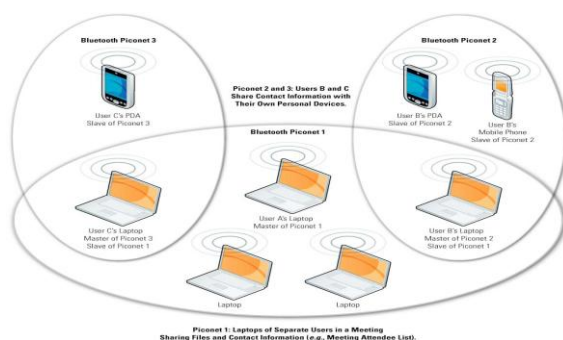 Bluetooth Piconet 3
Bluetooth Piconet 2
Piconet 2 and 3: Users B and C
Share Contact Information with
Their Own Personal Devices.
User C's PDA
Slave of Piconet 3
User B's PDA
Slave of Piconet 2
User B's
Mobile Phone
Slave of Piconet 2
Bluetooth Piconet 1
User C's Laptop
Master of Piconet 3
Slave of Piconet 1
User A's Laptop
Master of Piconet 1
User B's Laptop
Master of Piconet 2
Slave of Piconet 1
Laptop
Laptop
Piconet 1: Laptops of Separate Users in a Meeting
Sharing Files and Contact Information (e.g., Meeting Attendee List).